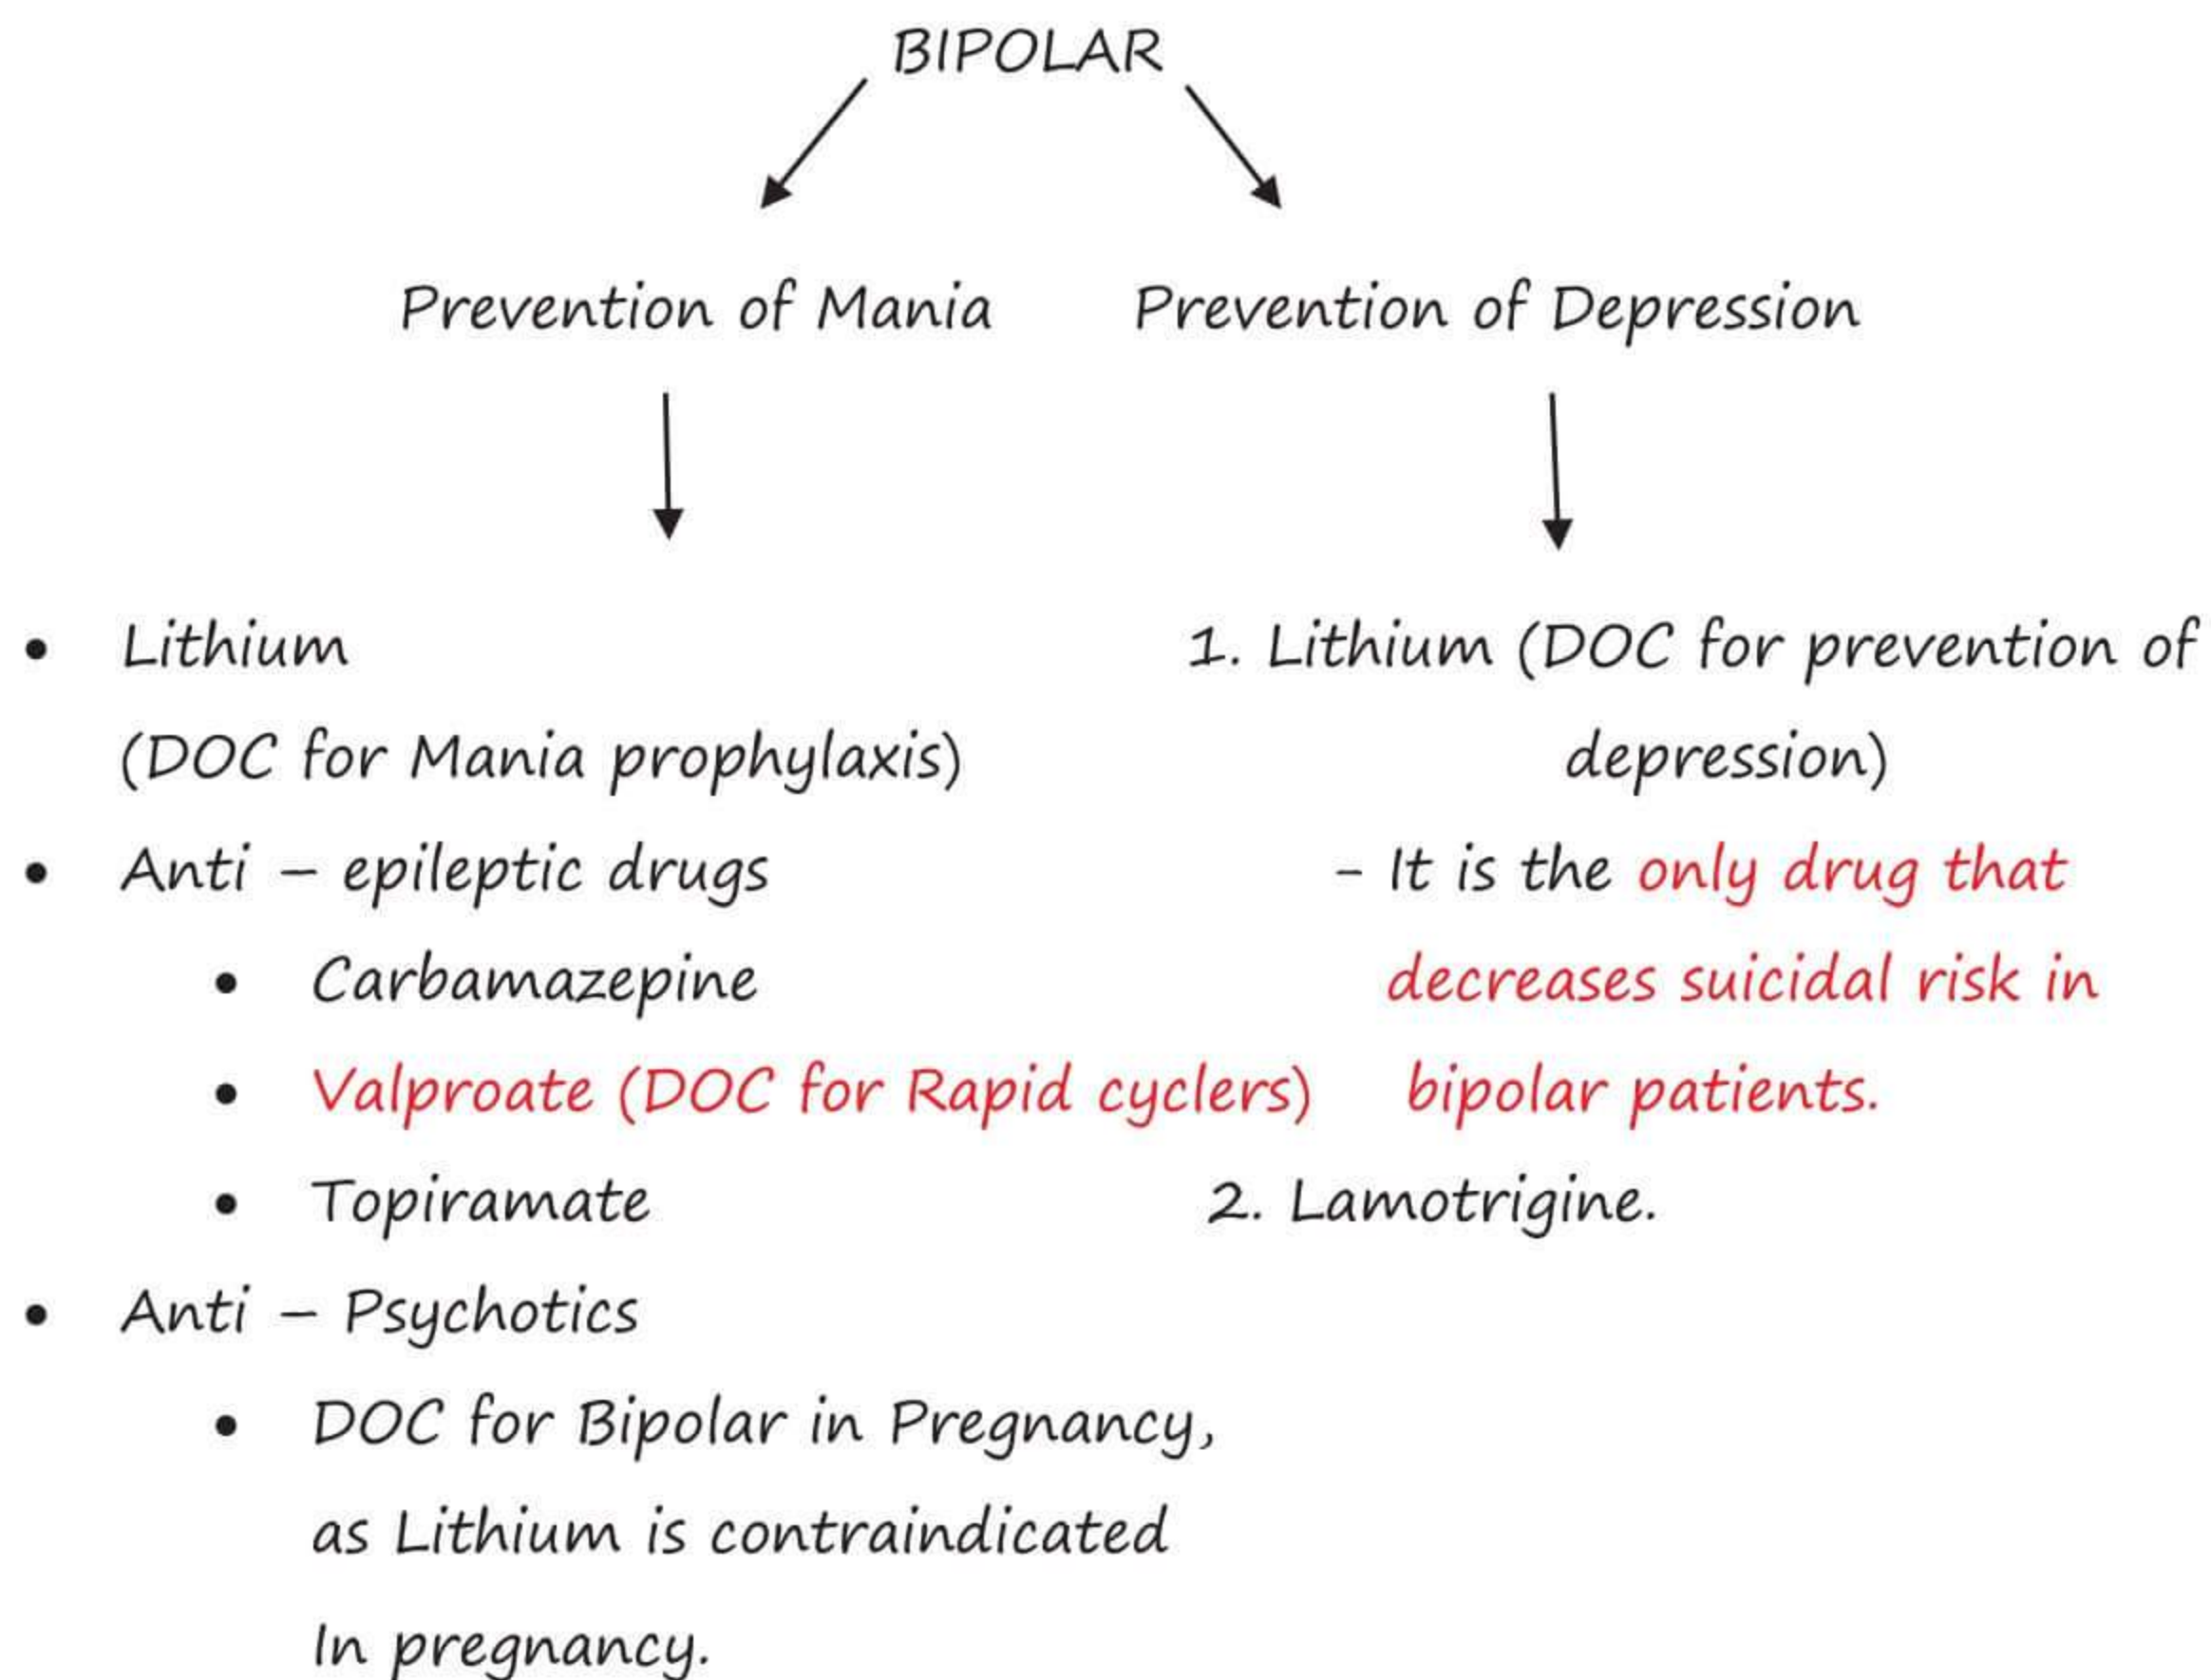 BIPOLAR
Prevention of Mania
Prevention of Depression
• Lithium
(DOC for Mania prophylaxis)
• Anti – epileptic drugs
• Carbamazepine
• Valproate (DOC for Rapid cyclers)
• Topiramate
• Anti – Psychotics
• DOC for Bipolar in Pregnancy,
as Lithium is contraindicated
In pregnancy.
1. Lithium (DOC for prevention of
depression)
- It is the only drug that
decreases suicidal risk in
bipolar patients.
2. Lamotrigine.